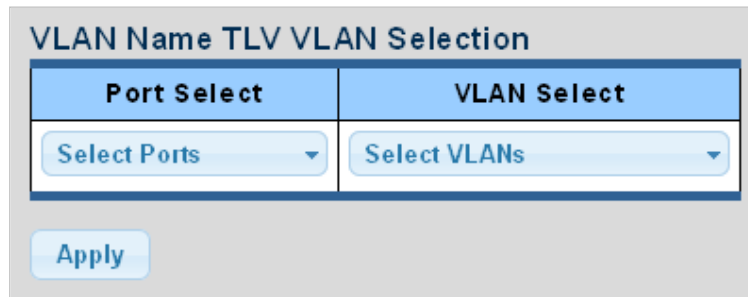 VLAN Name TLV VLAN Selection
Port Select VLAN Select
Select Ports Select VLANs
Apply